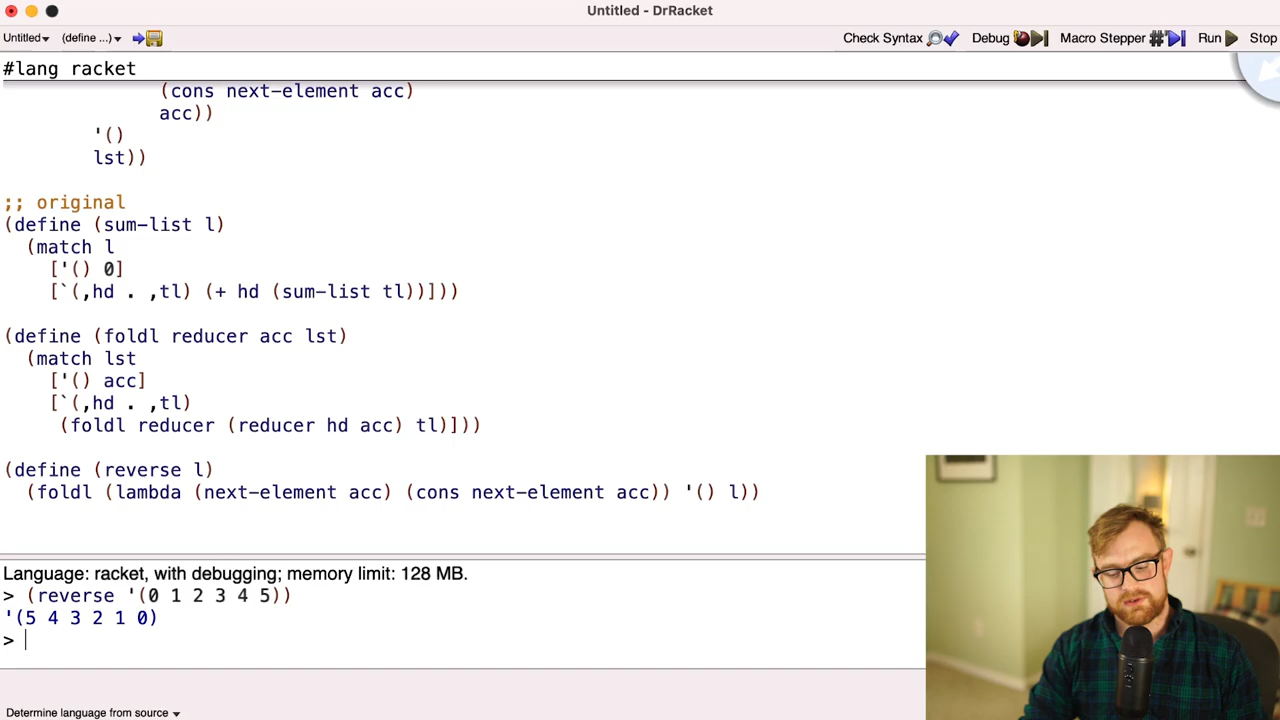 Untitled - DrRacket
Untitled▾ (define ...)▾ Check Syntax Debug Macro Stepper Run Stop
#lang racket
(cons next-element acc)
acc))
'()
lst))
;; original
(define (sum-list l)
(match l
['() 0]
[`(,hd . ,tl) (+ hd (sum-list tl))]))
(define (foldl reducer acc lst)
(match lst
['() acc]
[`(,hd . ,tl)
(foldl reducer (reducer hd acc) tl)]))
(define (reverse l)
(foldl (lambda (next-element acc) (cons next-element acc)) '() l))
Language: racket, with debugging; memory limit: 128 MB.
> (reverse '(0 1 2 3 4 5))
'(5 4 3 2 1 0)
>
Determine language from source ▾